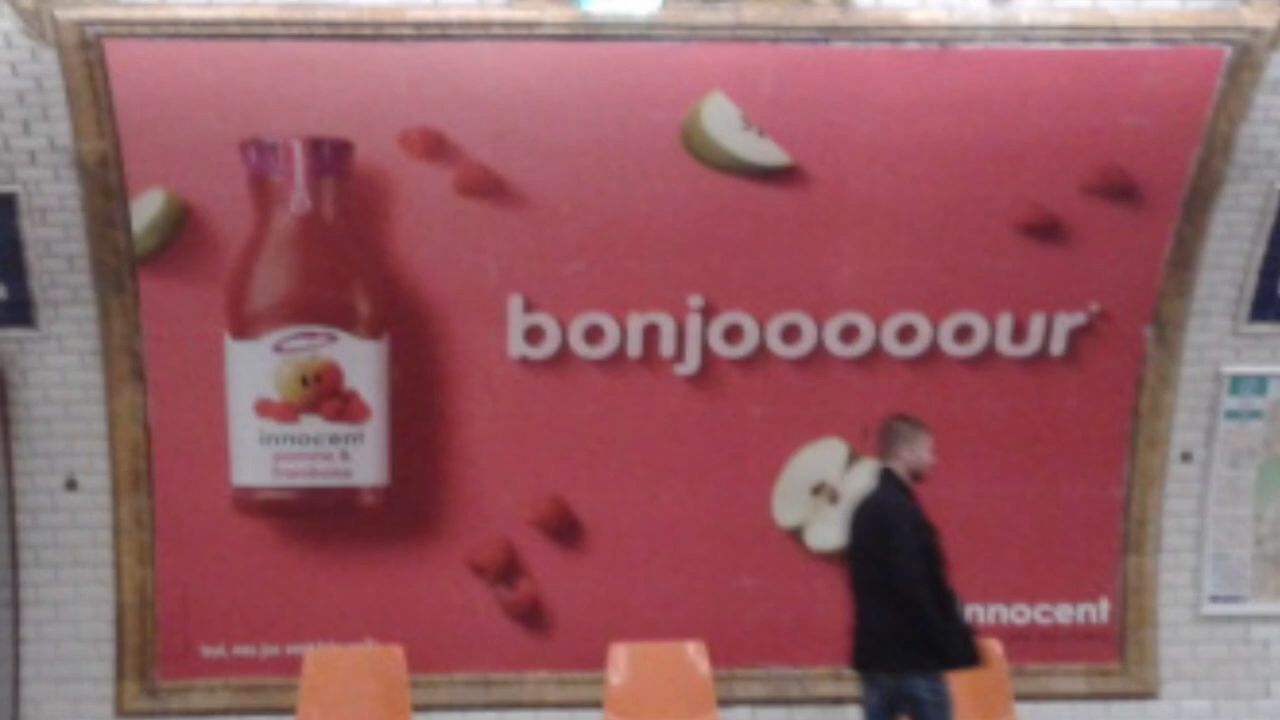 bonjoooooour*
innocent
pomme &
framboise
innocent